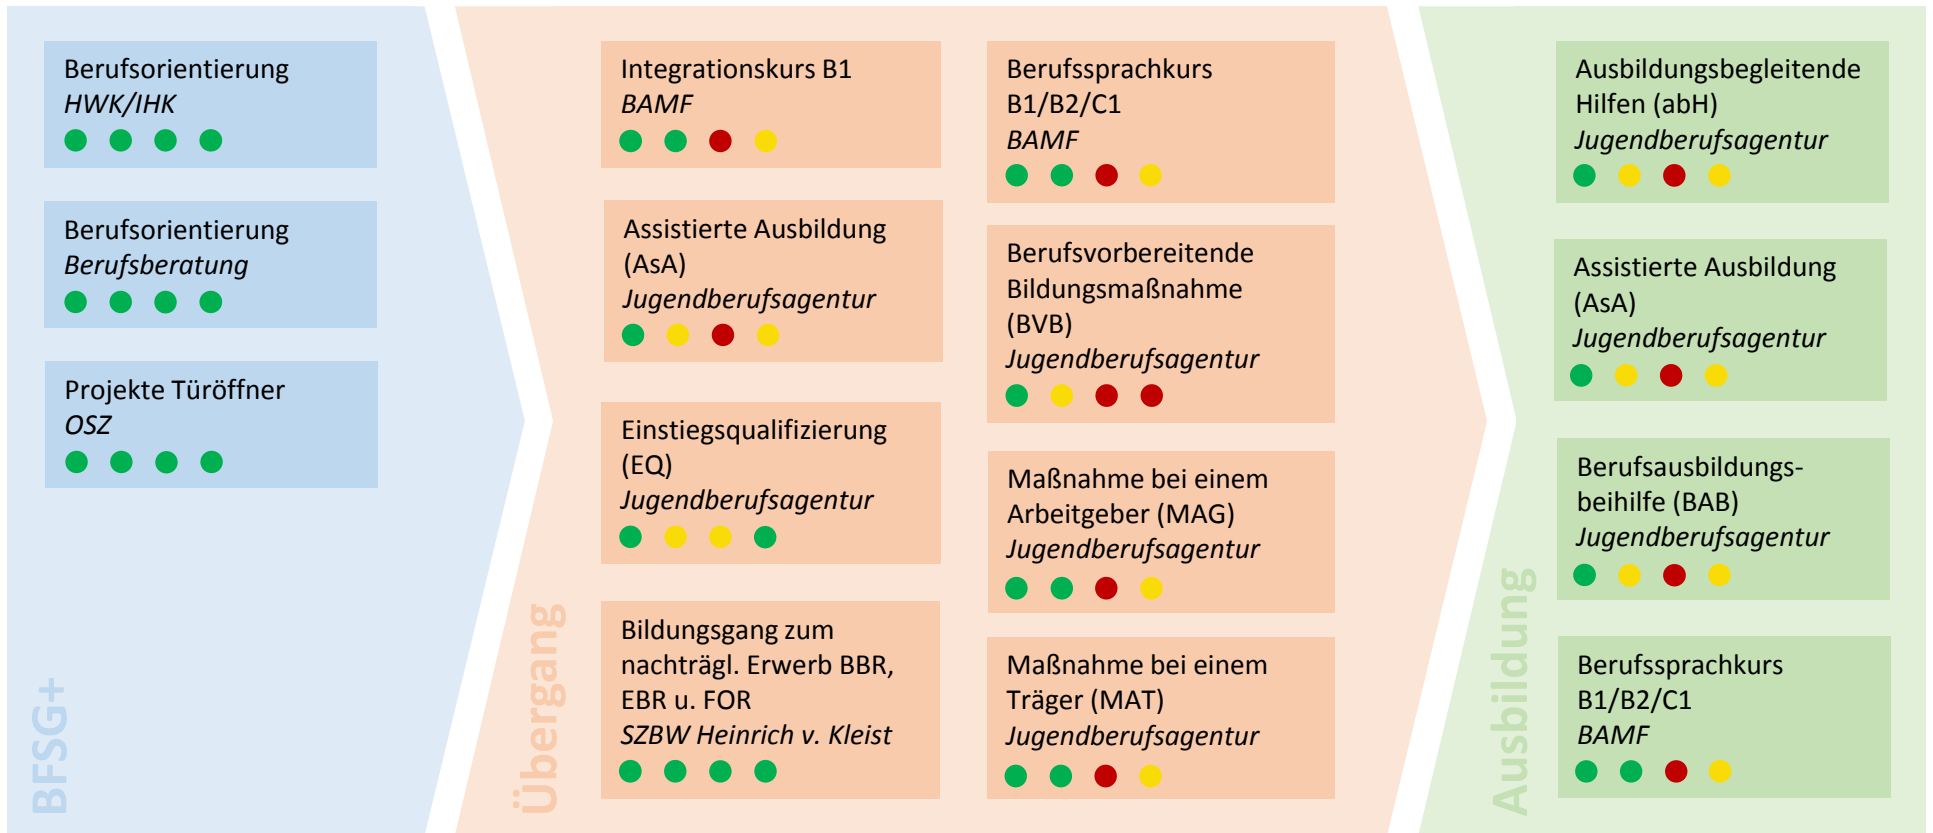 BFSG+
Berufsorientierung
HWK/IHK
Berufsorientierung
Berufsberatung
Projekte Türöffner
OSZ
Übergang
Integrationskurs B1
BAMF
Assistierte Ausbildung
(AsA)
Jugendberufsagentur
Einstiegsqualifizierung
(EQ)
Jugendberufsagentur
Bildungsgang zum
nachträgl. Erwerb BBR,
EBR u. FOR
SZBW Heinrich v. Kleist
Berufssprachkurs
B1/B2/C1
BAMF
Berufsvorbereitende
Bildungsmaßnahme
(BVB)
Jugendberufsagentur
Maßnahme bei einem
Arbeitgeber (MAG)
Jugendberufsagentur
Maßnahme bei einem
Träger (MAT)
Jugendberufsagentur
Ausbildung
Ausbildungsbegleitende
Hilfen (abH)
Jugendberufsagentur
Assistierte Ausbildung
(AsA)
Jugendberufsagentur
Berufsausbildungs-
beihilfe (BAB)
Jugendberufsagentur
Berufssprachkurs
B1/B2/C1
BAMF